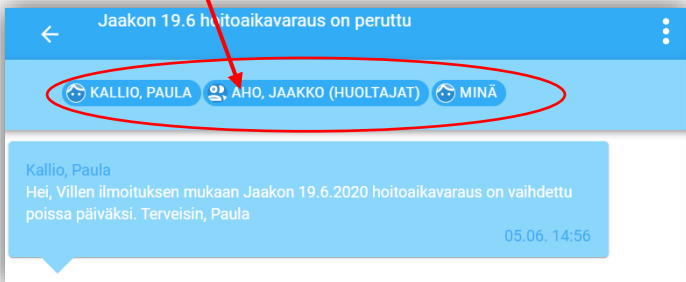 Jaakon 19.6 hoitoaikavaraus on peruttu
KALLIO, PAULA AHO, JAAKKO (HUOLTAJAT) MINÄ
Kallio, Paula
Hei, Villen ilmoituksen mukaan Jaakon 19.6.2020 hoitoaikavaraus on vaihdettu
poissa päiväksi. Terveisin, Paula
05.06. 14:56